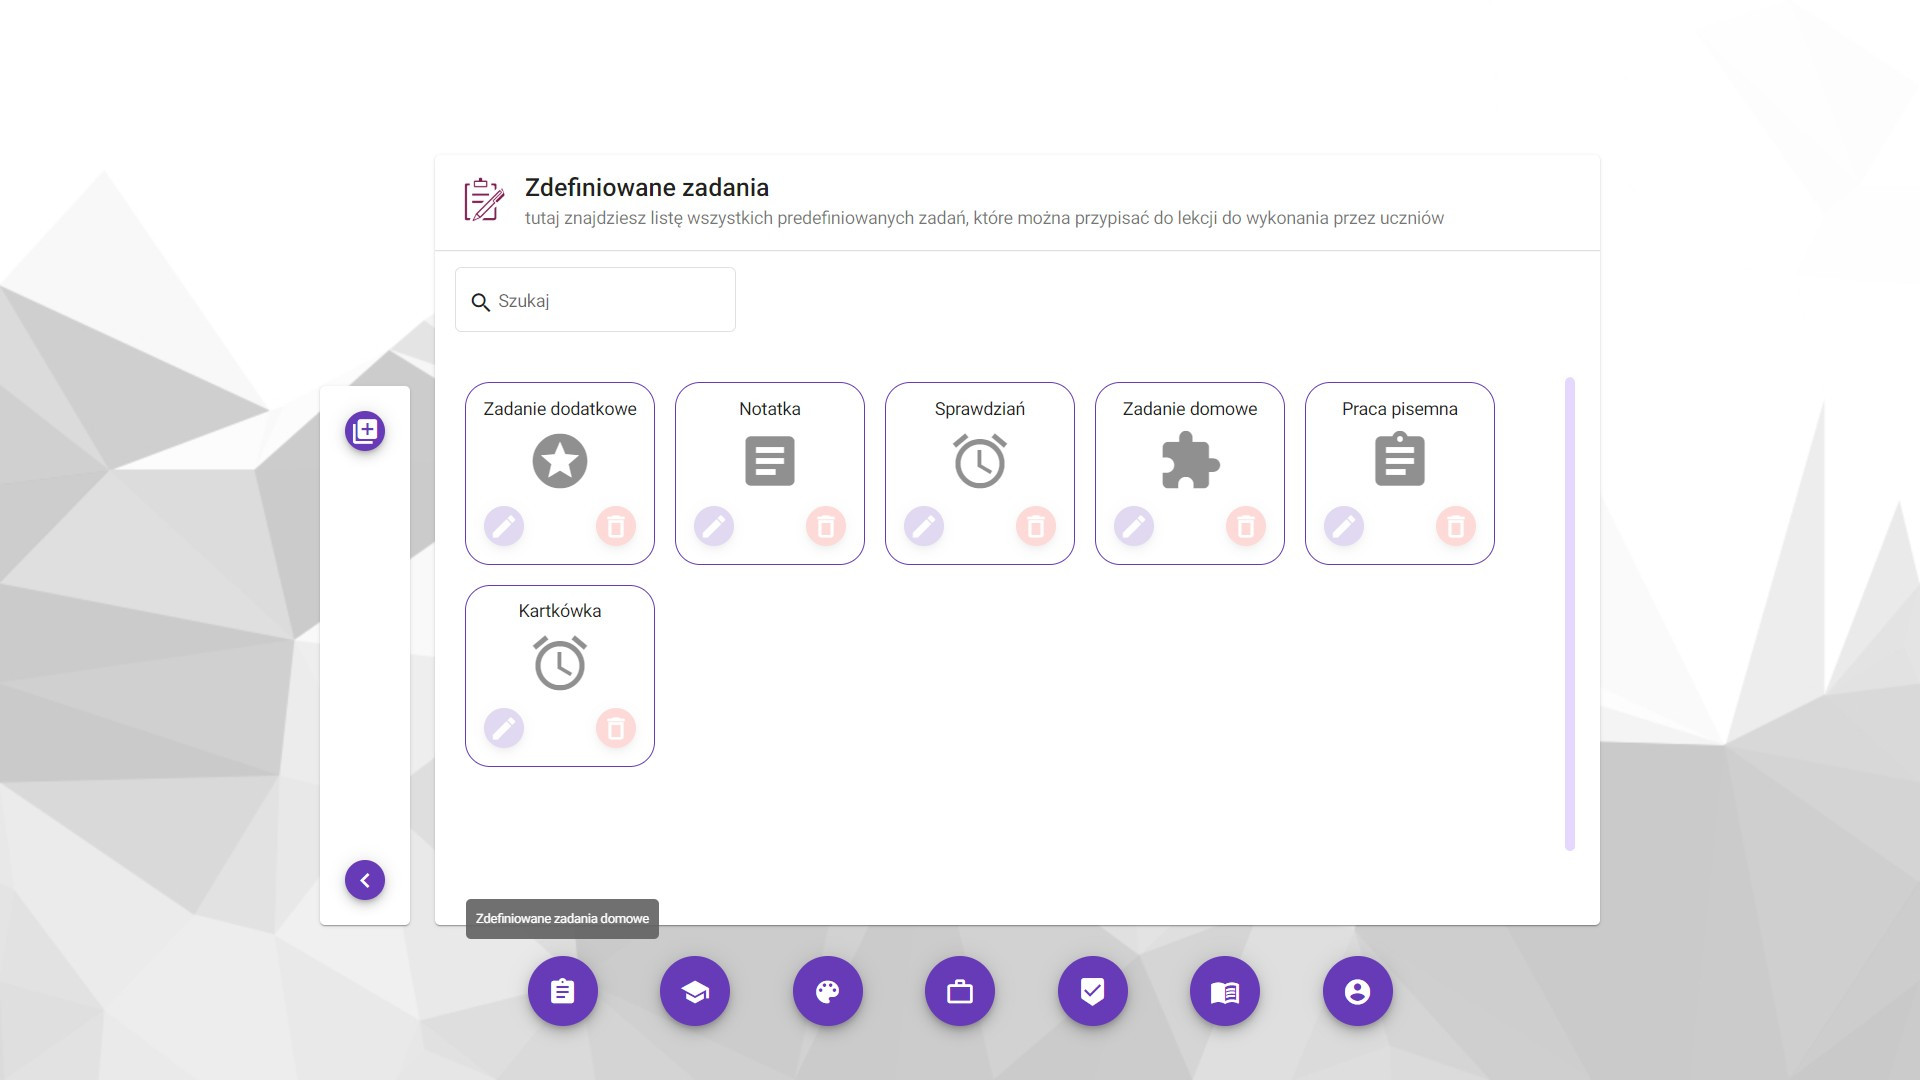 Zdefiniowane zadania
tutaj znajdziesz listę wszystkich predefiniowanych zadań, które można przypisać do lekcji do wykonania przez uczniów
Szukaj
Zadanie dodatkowe
Notatka
Sprawdziań
Zadanie domowe
Praca pisemna
Kartkówka
Zdefiniowane zadania domowe